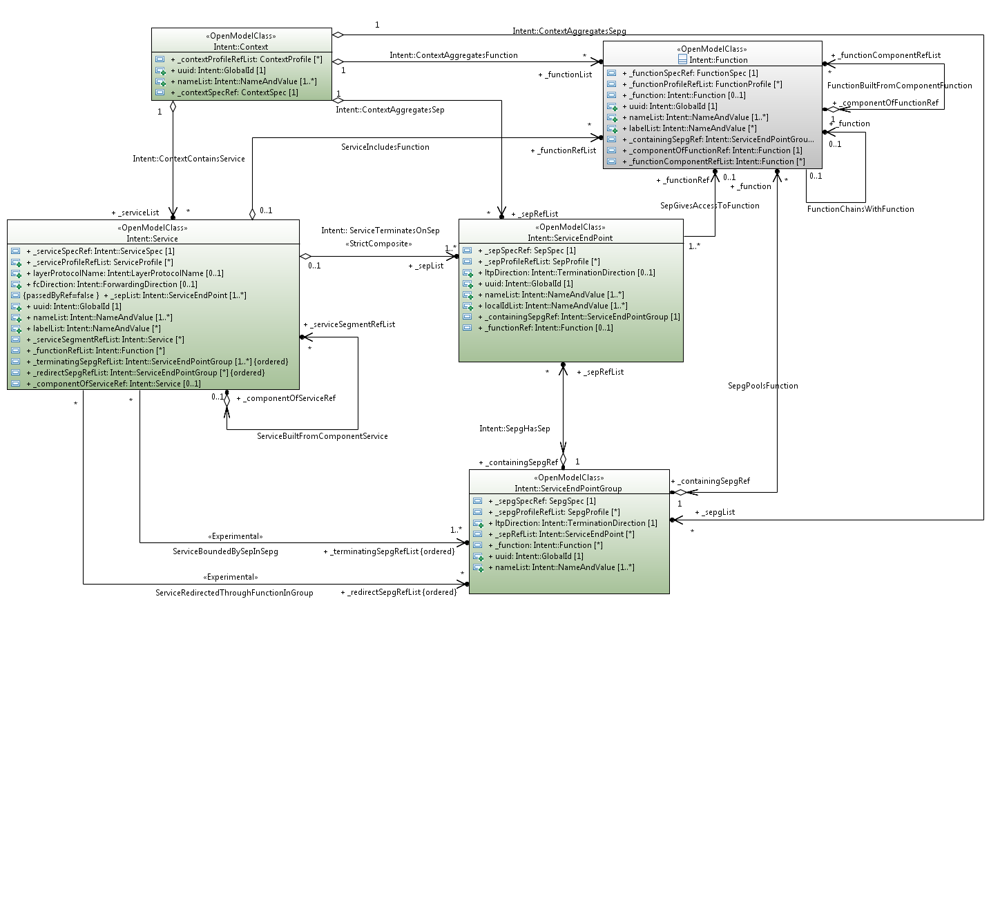 1
Intent::ContextAggregatesSepg
«OpenModelClass»
Intent::Context
+ _contextProfileRefList: ContextProfile [*]
+ uuid: Intent::GlobalId [1]
+ nameList: Intent::NameAndValue [1..*]
+ _contextSpecRef: ContextSpec [1]
Intent::ContextAggregatesFunction
*
1
+ _functionList
1
Intent::ContextAggregatesSep
1
«OpenModelClass»
Intent::Function
+ _functionSpecRef: FunctionSpec [1]
+ _functionProfileRefList: FunctionProfile [*]
+ _function: Intent::Function [0..1]
+ uuid: Intent::GlobalId [1]
+ nameList: Intent::NameAndValue [1..*]
+ labelList: Intent::NameAndValue [*]
+ _containingSepgRef: Intent::ServiceEndPointGrou...
+ _componentOfFunctionRef: Intent::Function [1]
+ _functionComponentRefList: Intent::Function [*]
+ _functionComponentRefList
*
FunctionBuiltFromComponentFunction
+ _componentOfFunctionRef
1
+ _function
0..1
0..1
FunctionChainsWithFunction
*
ServiceIncludesFunction
+ _functionRefList
Intent::ContextContainsService
+ _functionRef
0..1
+ _function
*
SepGivesAccessToFunction
+ _serviceList
*
0..1
*
+ _sepRefList
«OpenModelClass»
Intent::Service
+ _serviceSpecRef: Intent::ServiceSpec [1]
+ _serviceProfileRefList: ServiceProfile [*]
+ layerProtocolName: Intent:LayerProtocolName [0..1]
+ fcDirection: Intent::ForwardingDirection [0..1]
{passedByRef=false } + _sepList: Intent::ServiceEndPoint [1..*]
+ uuid: Intent::GlobalId [1]
+ nameList: Intent::NameAndValue [1..*]
+ labelList: Intent::NameAndValue [*]
+ _serviceSegmentRefList: Intent::Service [*]
+ _functionRefList: Intent::Function [*]
+ _terminatingSepgRefList: Intent::ServiceEndPointGroup [1..*] {ordered}
+ _redirectSepgRefList: Intent::ServiceEndPointGroup [*] {ordered}
+ _componentOfServiceRef: Intent::Service [0..1]
Intent:: ServiceTerminatesOnSep
«StrictComposite»
1..*
0..1
+ _sepList
«OpenModelClass»
Intent::ServiceEndPoint
+ _sepSpecRef: SepSpec [1]
+ _sepProfileRefList: SepProfile [*]
+ ltpDirection: Intent::TerminationDirection [0..1]
+ uuid: Intent::GlobalId [1]
+ nameList: Intent::NameAndValue [1..*]
+ localIdList: Intent::NameAndValue [1..*]
+ _containingSepgRef: Intent::ServiceEndPointGroup [1]
+ _functionRef: Intent::Function [0..1]
1..*
+ _serviceSegmentRefList
*
*
+ _sepRefList
SepgPoolsFunction
*
*
0..1
+ _componentOfServiceRef
ServiceBuiltFromComponentService
Intent::SepgHasSep
+ _containingSepgRef
1
«OpenModelClass»
Intent::ServiceEndPointGroup
+ _sepgSpecRef: SepgSpec [1]
+ _sepgProfileRefList: SepgProfile [*]
+ ltpDirection: Intent::TerminationDirection [1]
+ _sepRefList: Intent::ServiceEndPoint [*]
+ _function: Intent::Function [*]
+ uuid: Intent::GlobalId [1]
+ nameList: Intent::NameAndValue [1..*]
+ _containingSepgRef
1
+ _sepgList
*
«Experimental»
1..*
ServiceBoundedBySepInSepg
+ _terminatingSepgRefList {ordered}
«Experimental»
*
ServiceRedirectedThroughFunctionInGroup
+ _redirectSepgRefList {ordered}